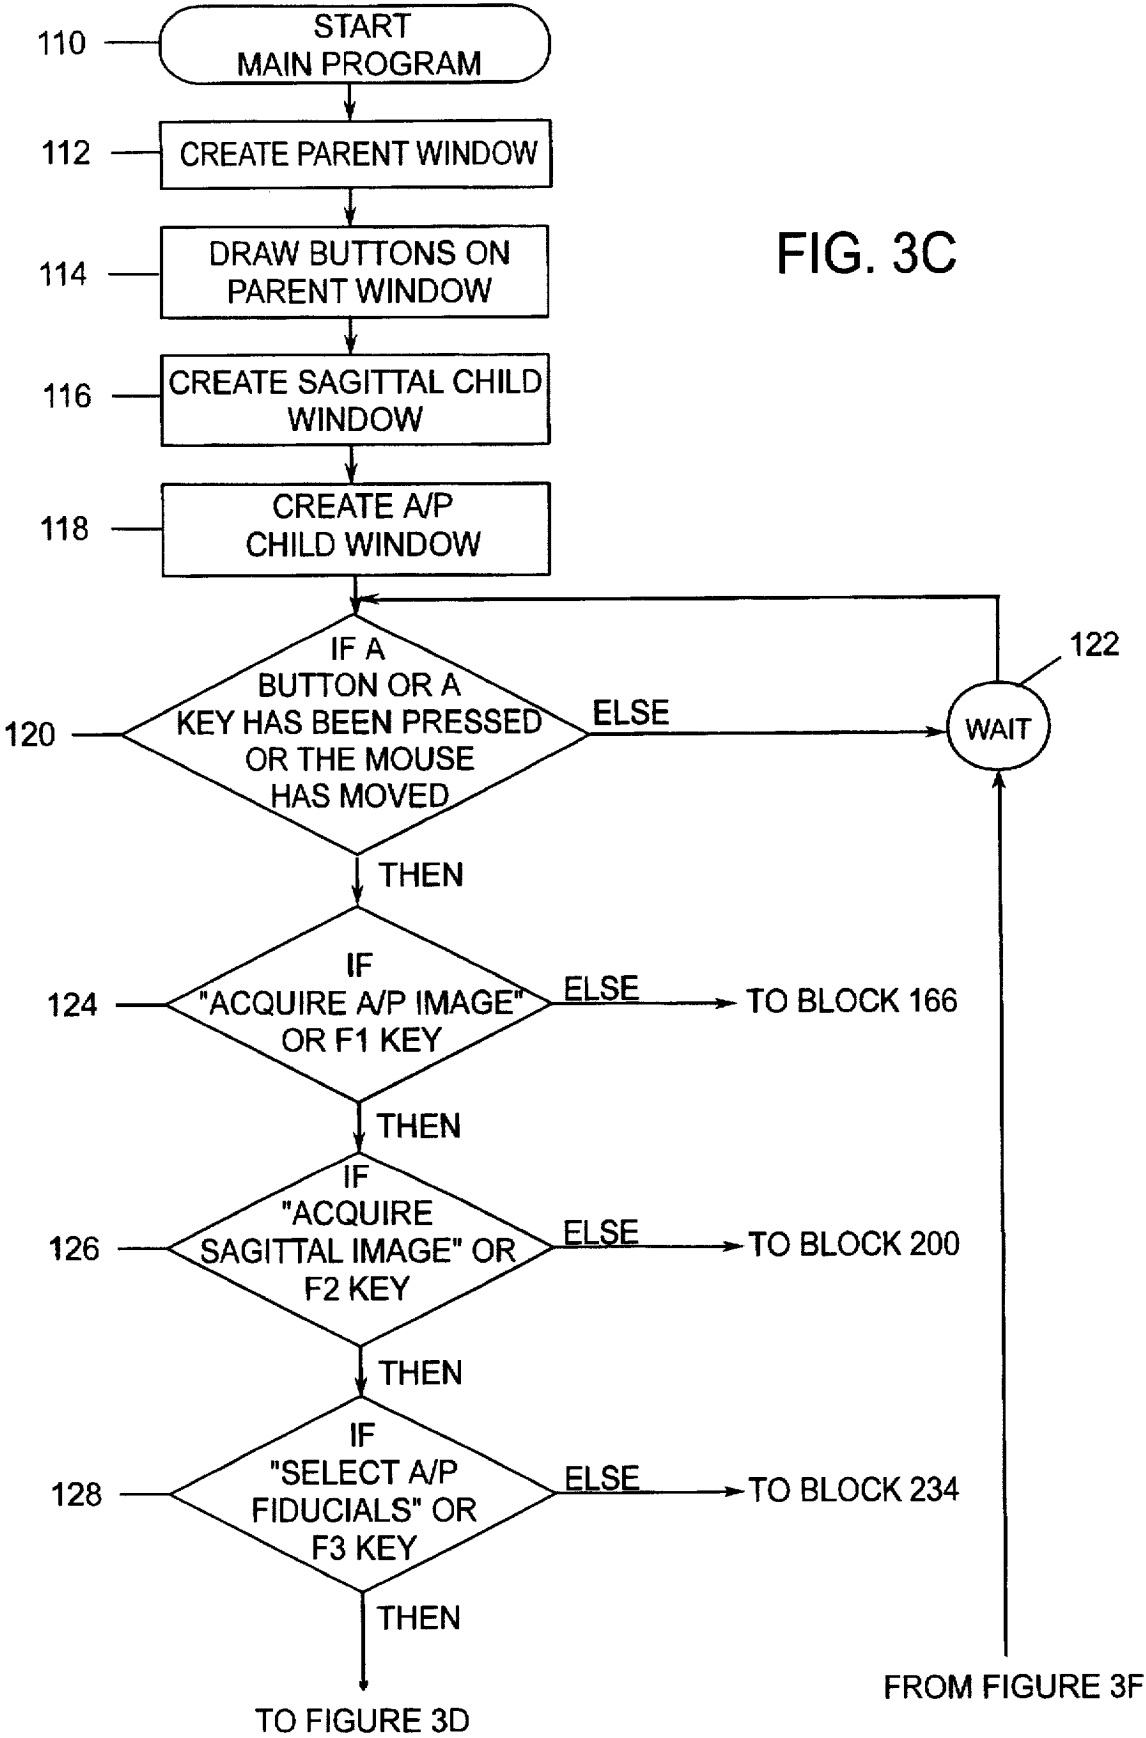 110
START
MAIN PROGRAM
112
CREATE PARENT WINDOW
114
DRAW BUTTONS ON
PARENT WINDOW
FIG. 3C
116
CREATE SAGITTAL CHILD
WINDOW
118
CREATE A/P
CHILD WINDOW
120
IF A
BUTTON OR A
KEY HAS BEEN PRESSED
OR THE MOUSE
HAS MOVED
ELSE
122
WAIT
THEN
124
IF
"ACQUIRE A/P IMAGE"
OR F1 KEY
ELSE
TO BLOCK 166
THEN
126
IF
"ACQUIRE
SAGITTAL IMAGE" OR
F2 KEY
ELSE
TO BLOCK 200
THEN
128
IF
"SELECT A/P
FIDUCIALS" OR
F3 KEY
ELSE
TO BLOCK 234
THEN
TO FIGURE 3D
FROM FIGURE 3F